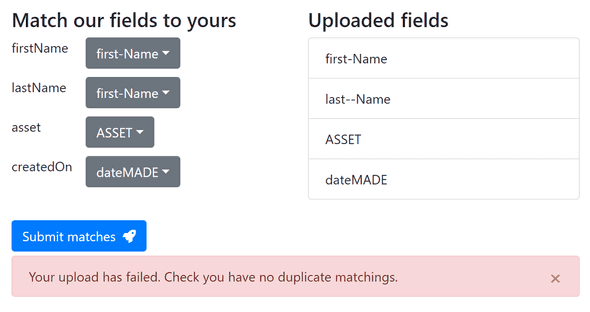 Match our fields to yours
firstName first-Name
lastName first-Name
asset ASSET
createdOn dateMADE
Uploaded fields
first-Name
last--Name
ASSET
dateMADE
Submit matches
Your upload has failed. Check you have no duplicate matchings. ×